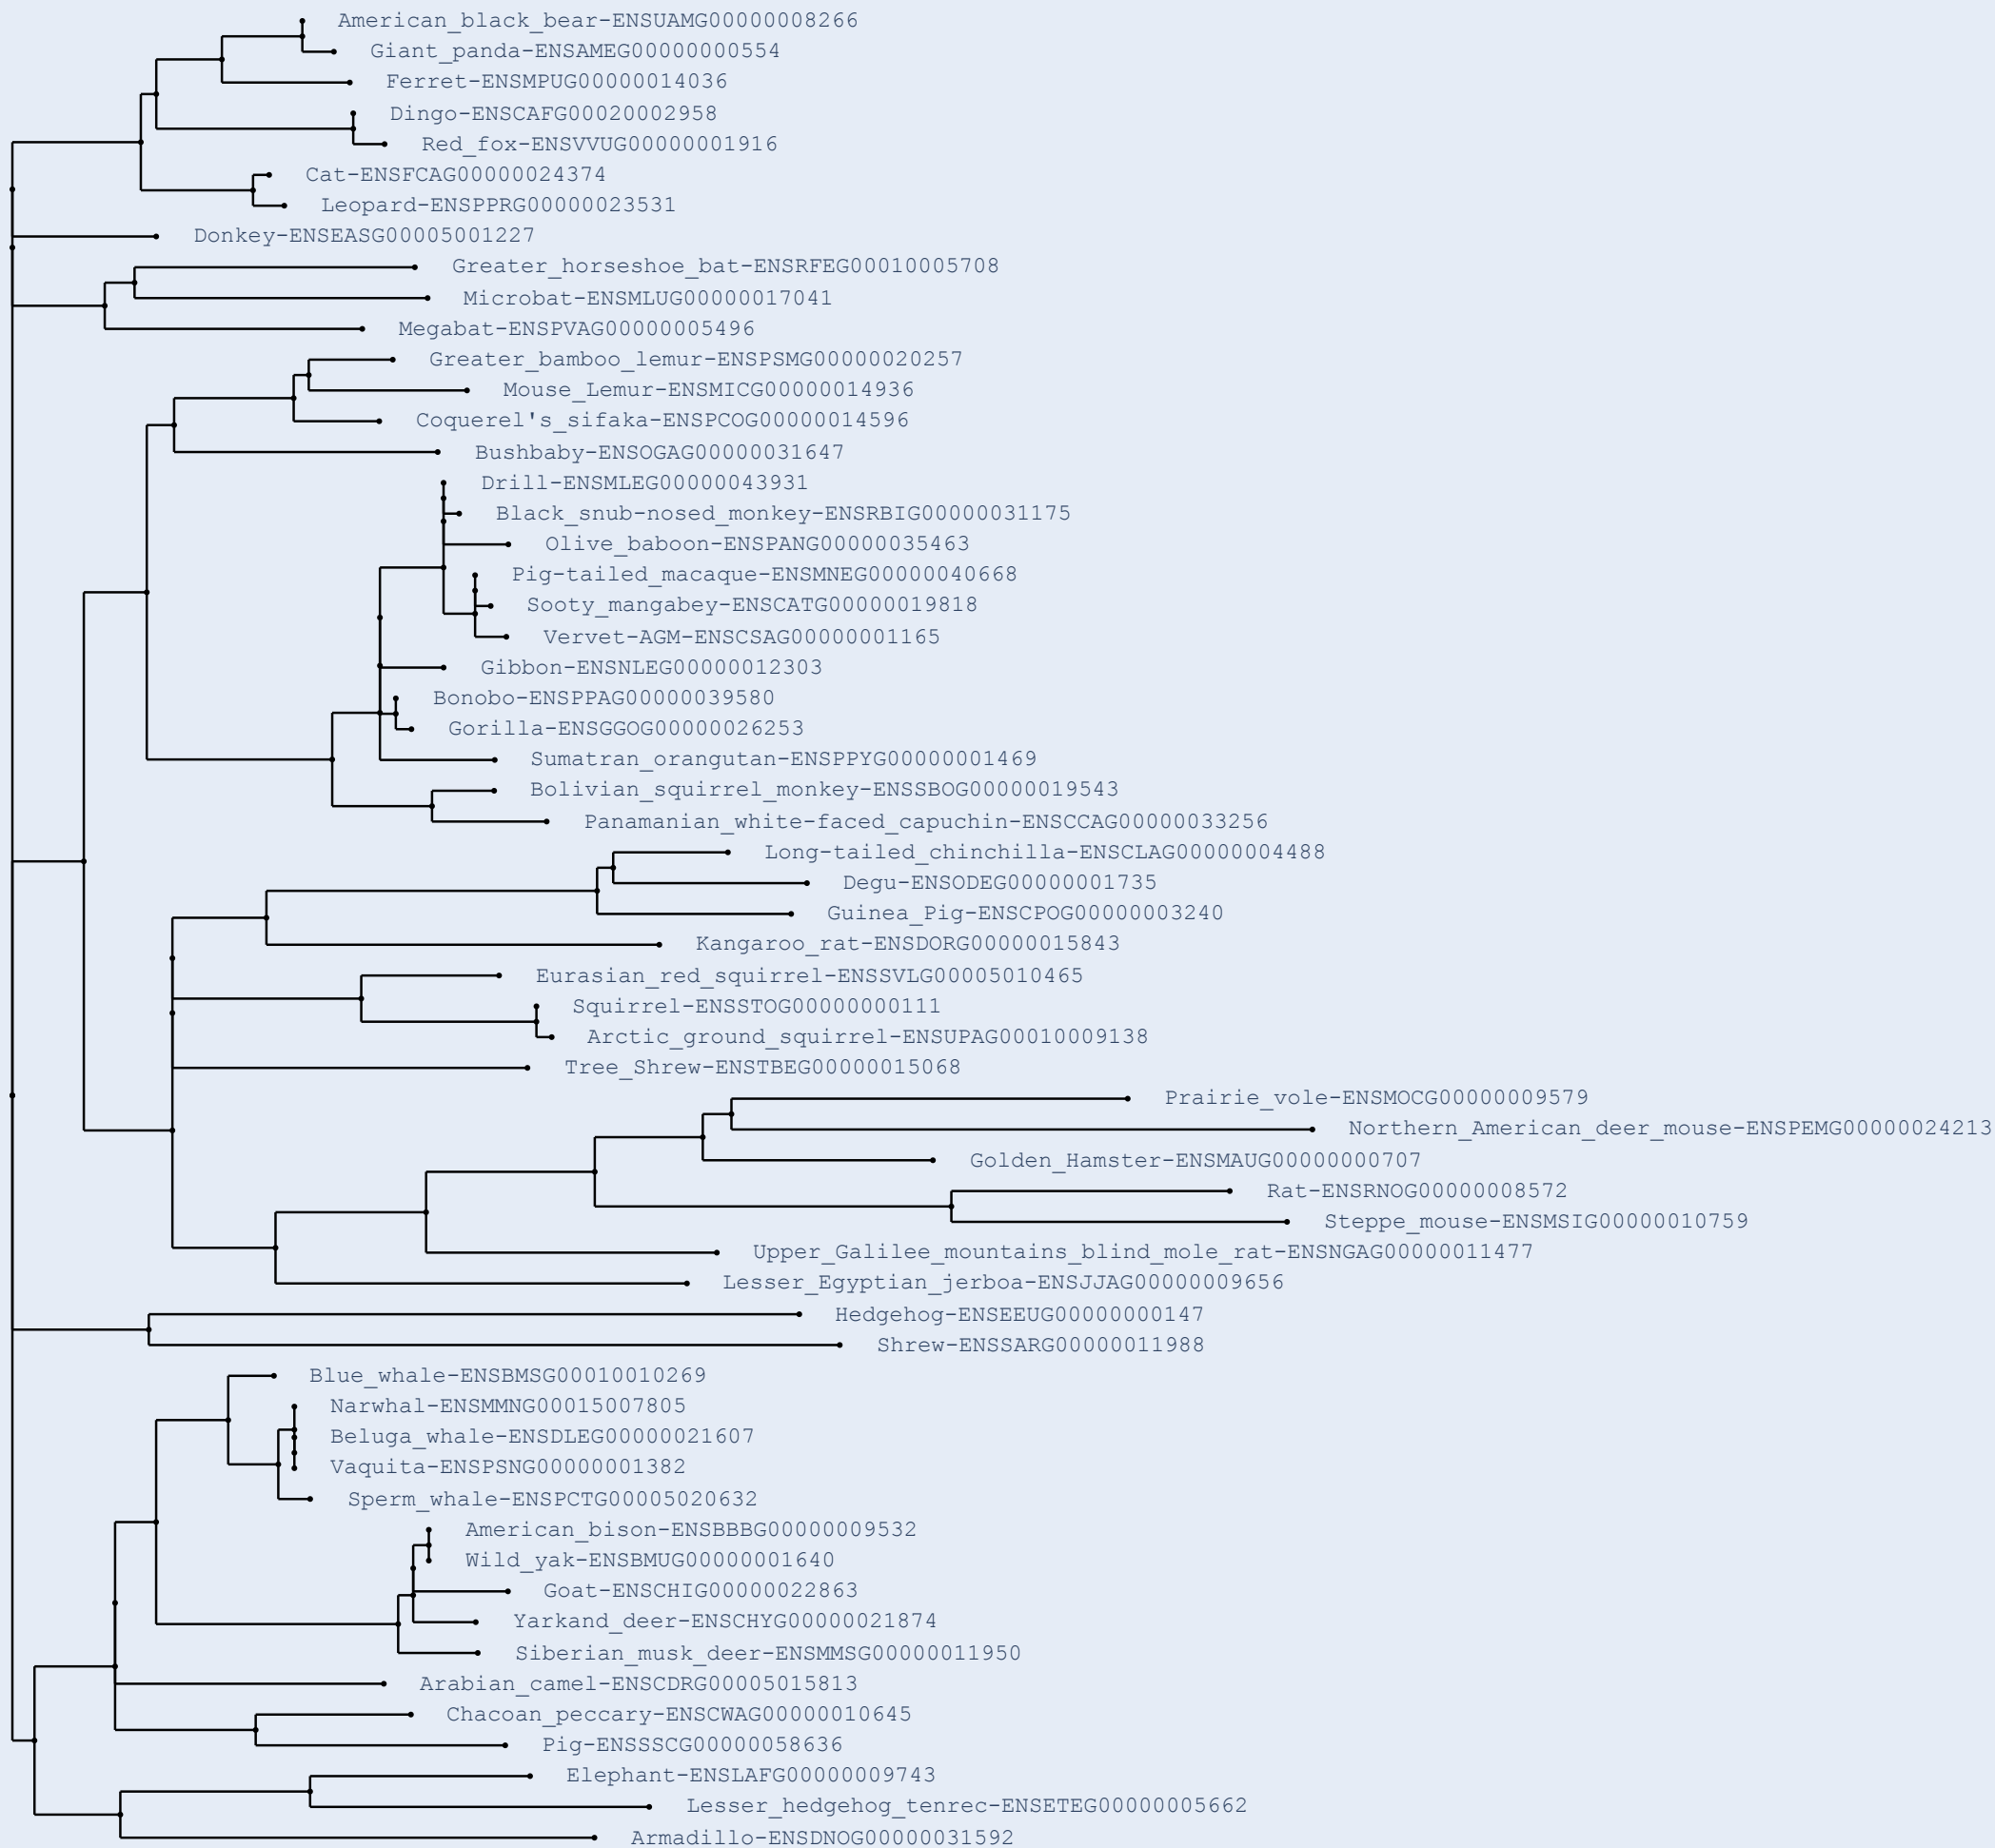 American_black_bear-ENSUAMG00000008266
Giant_panda-ENSAMEG00000000554
Ferret-ENSMPUG00000014036
Dingo-ENSCAFG00020002958
Red_fox-ENSVVUG00000001916
Cat-ENSFCAG00000024374
Leopard-ENSPPRG00000023531
Donkey-ENSEASG00005001227
Greater_horseshoe_bat-ENSRFEG00010005708
Microbat-ENSMLUG00000017041
Megabat-ENSPVAG00000005496
Greater_bamboo_lemur-ENSPSMG00000020257
Mouse_Lemur-ENSMICG00000014936
Coquerel's_sifaka-ENSPCOG00000014596
Bushbaby-ENSOGAG00000031647
Drill-ENSMLEG00000043931
Black_snub-nosed_monkey-ENSRBIG00000031175
Olive_baboon-ENSPANG00000035463
Pig-tailed_macaque-ENSMNEG00000040668
Sooty_mangabey-ENSCATG00000019818
Vervet-AGM-ENSCSAG00000001165
Gibbon-ENSNLEG00000012303
Bonobo-ENSPPAG00000039580
Gorilla-ENSGGOG00000026253
Sumatran_orangutan-ENSPPYG00000001469
Bolivian_squirrel_monkey-ENSSBOG00000019543
Panamanian_white-faced_capuchin-ENSCCAG00000033256
Long-tailed_chinchilla-ENSCLAG00000004488
Degu-ENSODEG00000001735
Guinea_Pig-ENSCPOG00000003240
Kangaroo_rat-ENSDORG00000015843
Eurasian_red_squirrel-ENSSVLG00005010465
Squirrel-ENSSTOG00000000111
Arctic_ground_squirrel-ENSUPAG00010009138
Tree_Shrew-ENSTBEG00000015068
Prairie_vole-ENSMOCG00000009579
Northern_American_deer_mouse-ENSPEMG00000024213
Golden_Hamster-ENSMAUG00000000707
Rat-ENSRNOG00000008572
Steppe_mouse-ENSMSIG00000010759
Upper_Galilee_mountains_blind_mole_rat-ENSNGAG00000011477
Lesser_Egyptian_jerboa-ENSJJAG00000009656
Hedgehog-ENSEEUG00000000147
Shrew-ENSSARG00000011988
Blue_whale-ENSBMSG00010010269
Narwhal-ENSMMNG00015007805
Beluga_whale-ENSDLEG00000021607
Vaquita-ENSPSNG00000001382
Sperm_whale-ENSPCTG00005020632
American_bison-ENSBBBG00000009532
Wild_yak-ENSBMUG00000001640
Goat-ENSCHIG00000022863
Yarkand_deer-ENSCHYG00000021874
Siberian_musk_deer-ENSMMSG00000011950
Arabian_camel-ENSCDRG00005015813
Chacoan_peccary-ENSCWAG00000010645
Pig-ENSSSCG00000058636
Elephant-ENSLAFG00000009743
Lesser_hedgehog_tenrec-ENSETEG00000005662
Armadillo-ENSDNOG00000031592